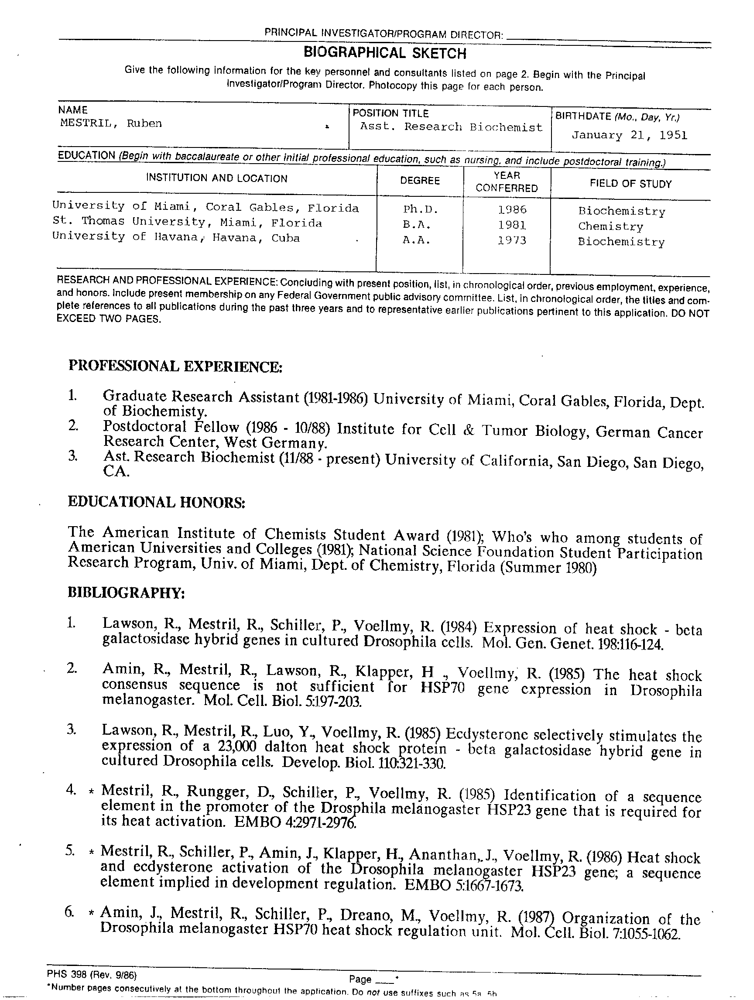 PRINCIPAL INVESTIGATOR/PROGRAM DIRECTOR:
BIOGRAPHICAL SKETCH
Give the following information for the key personnel and consultants listed on page 2. Begin with the Principal
Investigator/Program Director. Photocopy this page for each person.
NAME
MESTRIL, Ruben
POSITION TITLE
Asst. Research Biochemist
BIRTHDATE (Mo., Day, Yr.)
January 21, 1951
EDUCATION (Begin with baccalaureate or other initial professional education, such as nursing, and include postdoctoral training.)
INSTITUTION AND LOCATION DEGREE YEAR CONFERRED FIELD OF STUDY
University of Miami, Coral Gables, Florida Ph.D. 1986 Biochemistry
St. Thomas University, Miami, Florida B.A. 1981 Chemistry
University of Havana, Havana, Cuba A.A. 1973 Biochemistry
RESEARCH AND PROFESSIONAL EXPERIENCE: Concluding with present position, list, in chronological order, previous employment, experience,
and honors. Include present membership on any Federal Government public advisory committee. List, in chronological order, the titles and com-
plete references to all publications during the past three years and to representative earlier publications pertinent to this application. DO NOT
EXCEED TWO PAGES.
PROFESSIONAL EXPERIENCE:
1. Graduate Research Assistant (1981-1986) University of Miami, Coral Gables, Florida, Dept.
of Biochemisty.
2. Postdoctoral Fellow (1986 - 10/88) Institute for Cell & Tumor Biology, German Cancer
Research Center, West Germany.
3. Ast. Research Biochemist (11/88 - present) University of California, San Diego, San Diego,
CA.
EDUCATIONAL HONORS:
The American Institute of Chemists Student Award (1981); Who's who among students of
American Universities and Colleges (1981); National Science Foundation Student Participation
Research Program, Univ. of Miami, Dept. of Chemistry, Florida (Summer 1980)
BIBLIOGRAPHY:
1. Lawson, R., Mestril, R., Schiller, P., Voellmy, R. (1984) Expression of heat shock - beta
galactosidase hybrid genes in cultured Drosophila cells. Mol. Gen. Genet. 198:116-124.
2. Amin, R., Mestril, R., Lawson, R., Klapper, H ., Voellmy, R. (1985) The heat shock
consensus sequence is not sufficient for HSP70 gene expression in Drosophila
melanogaster. Mol. Cell. Biol. 5:197-203.
3. Lawson, R., Mestril, R., Luo, Y., Voellmy, R. (1985) Ecdysterone selectively stimulates the
expression of a 23,000 dalton heat shock protein - beta galactosidase hybrid gene in
cultured Drosophila cells. Develop. Biol. 110:321-330.
4. * Mestril, R., Rungger, D., Schiller, P., Voellmy, R. (1985) Identification of a sequence
element in the promoter of the Drosphila melanogaster HSP23 gene that is required for
its heat activation. EMBO 4:2971-2976.
5. * Mestril, R., Schiller, P., Amin, J., Klapper, H., Ananthan, J., Voellmy, R. (1986) Heat shock
and ecdysterone activation of the Drosophila melanogaster HSP23 gene; a sequence
element implied in development regulation. EMBO 5:1667-1673.
6. * Amin, J., Mestril, R., Schiller, P., Dreano, M., Voellmy, R. (1987) Organization of the
Drosophila melanogaster HSP70 heat shock regulation unit. Mol. Cell. Biol. 7:1055-1062.
PHS 398 (Rev. 9/86)
Page ___*
*Number pages consecutively at the bottom throughout the application. Do not use suffixes such as 5a, 5b